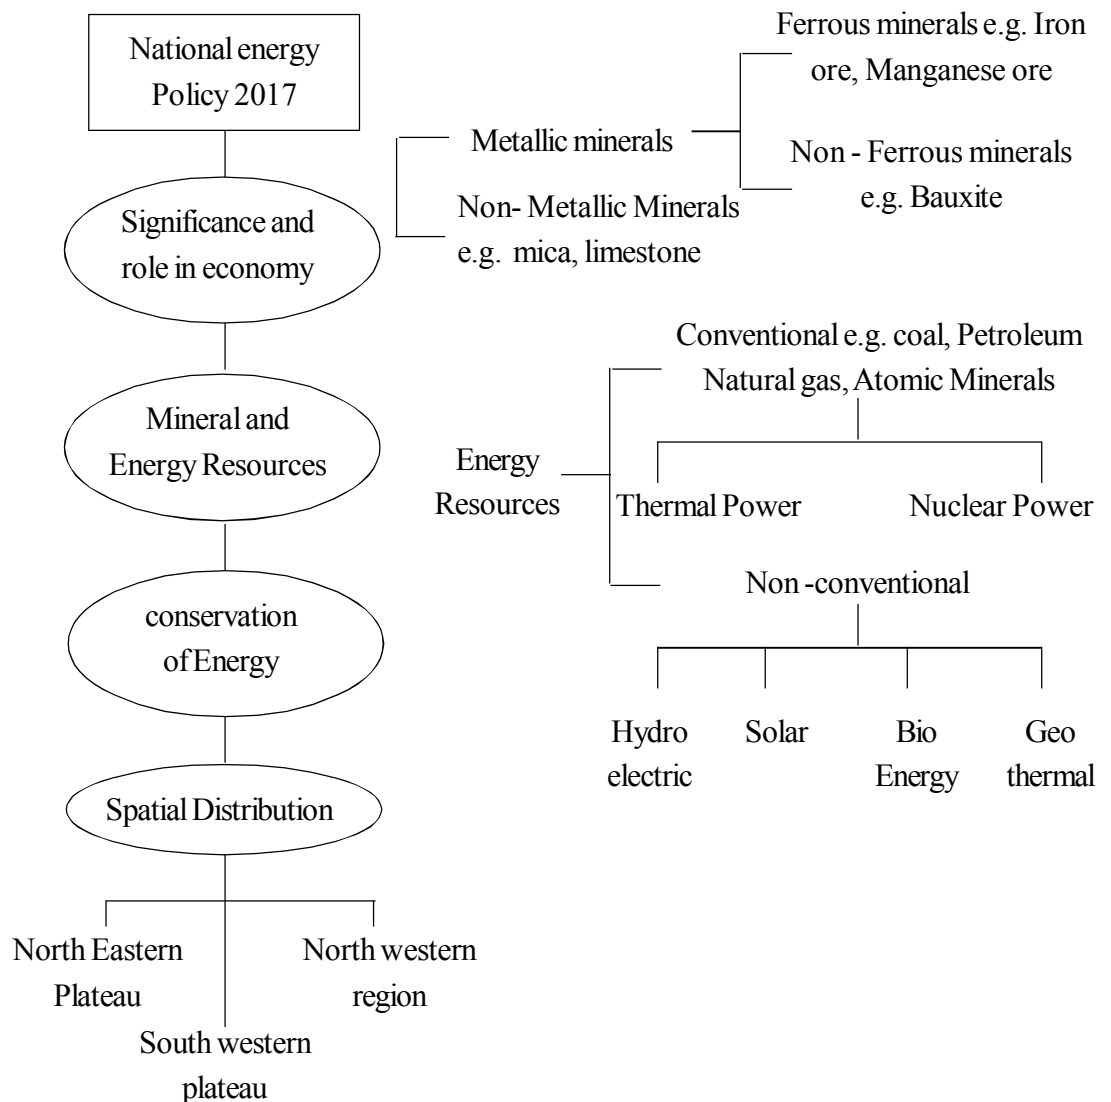 National energy
Policy 2017
Significance and
role in economy
Mineral and
Energy Resources
conservation
of Energy
Spatial Distribution
North Eastern
Plateau
South western
plateau
North western
region
Metallic minerals
Ferrous minerals e.g. Iron
ore, Manganese ore
Non - Ferrous minerals
e.g. Bauxite
Non- Metallic Minerals
e.g. mica, limestone
Energy
Resources
Conventional e.g. coal, Petroleum
Natural gas, Atomic Minerals
Thermal Power
Nuclear Power
Non -conventional
Hydro
electric
Solar
Bio
Energy
Geo
thermal